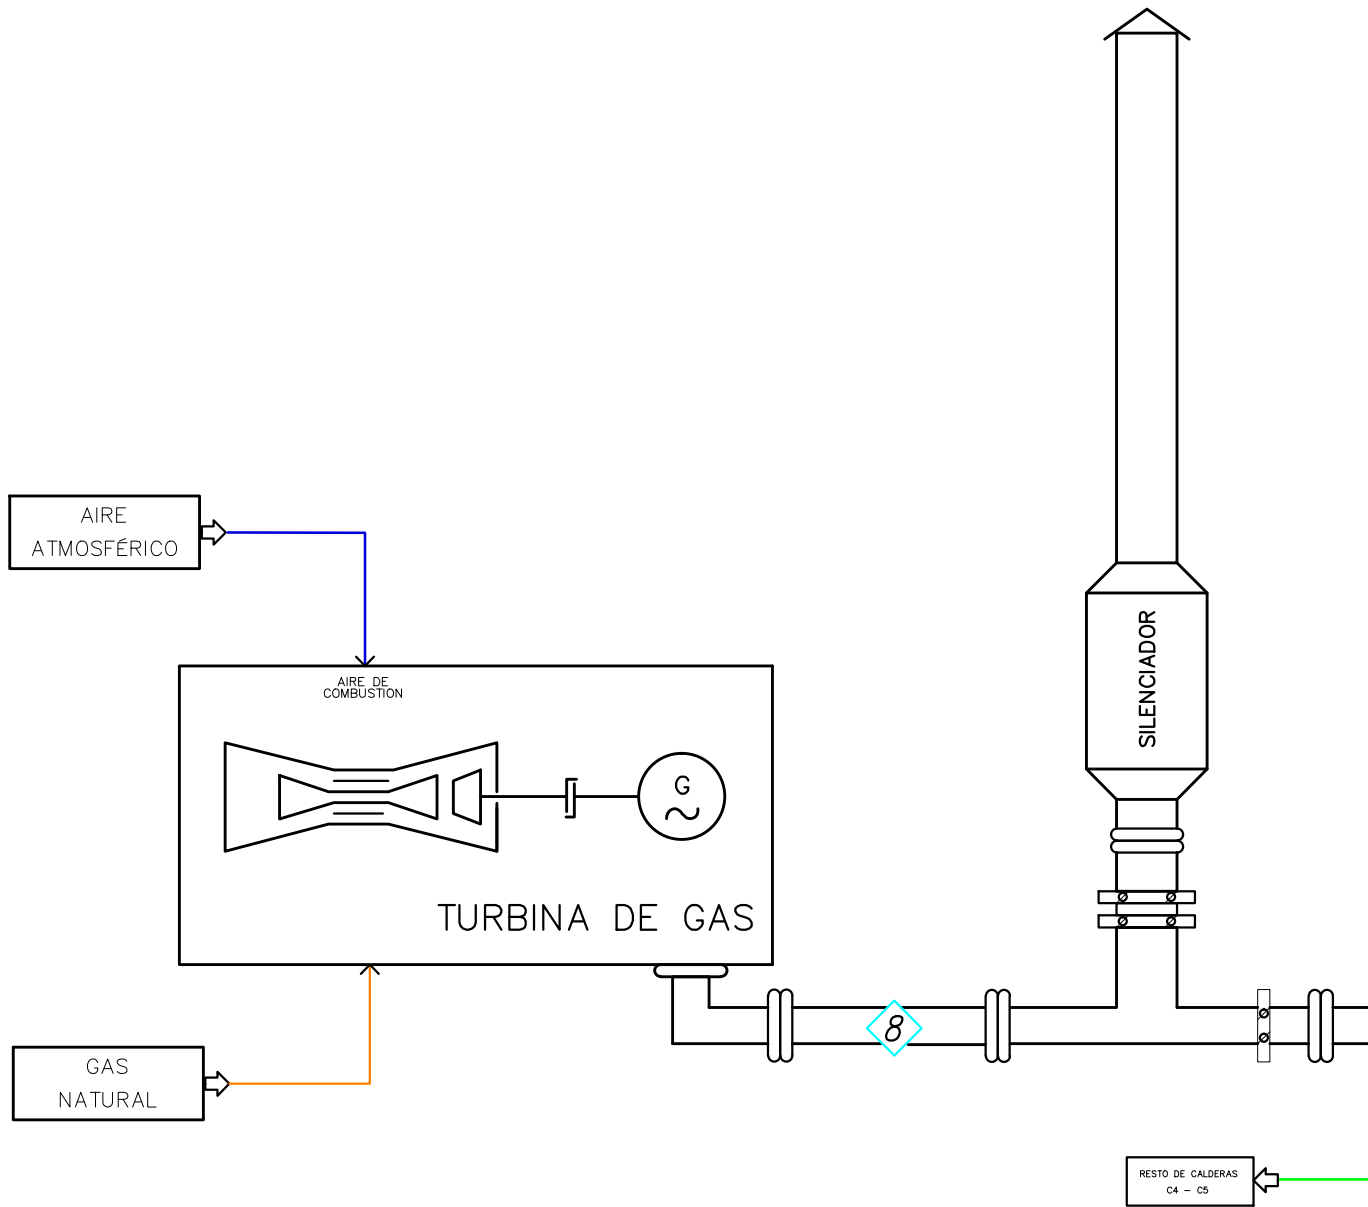 AIRE
ATMOSFÉRICO
SILENCIADOR
AIRE DE
COMBUSTION
G
TURBINA DE GAS
8
GAS
NATURAL
RESTO DE CALDERAS
C4 - C5